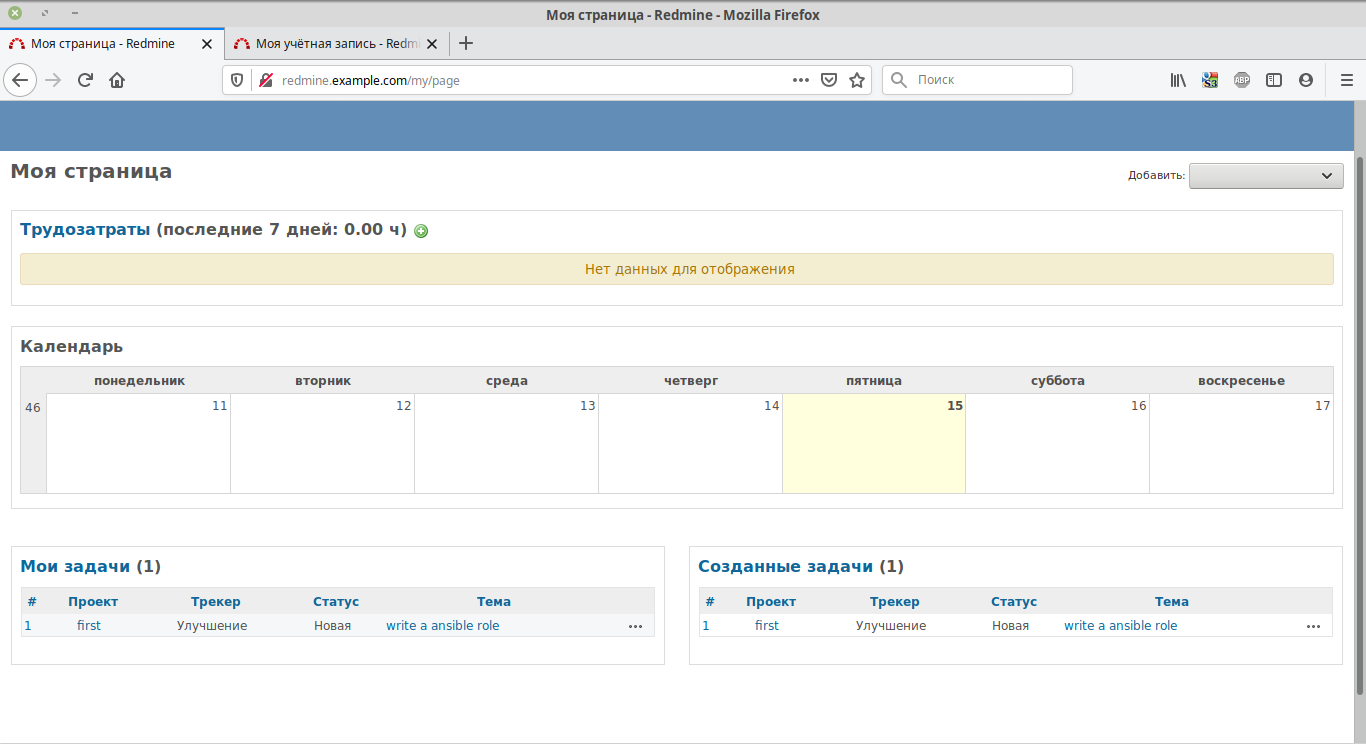 Моя страница - Redmine - Mozilla Firefox
Моя страница - Redmine
Моя учётная запись - Redm
redmine.example.com/my/page
Поиск
ABP
Моя страница
Добавить:
Трудозатраты (последние 7 дней: 0.00 ч)
Нет данных для отображения
Календарь
понедельник вторник среда четверг пятница суббота воскресенье
46 11 12 13 14 15 16 17
Мои задачи (1)
# Проект Трекер Статус Тема
1 first Улучшение Новая write a ansible role
Созданные задачи (1)
# Проект Трекер Статус Тема
1 first Улучшение Новая write a ansible role